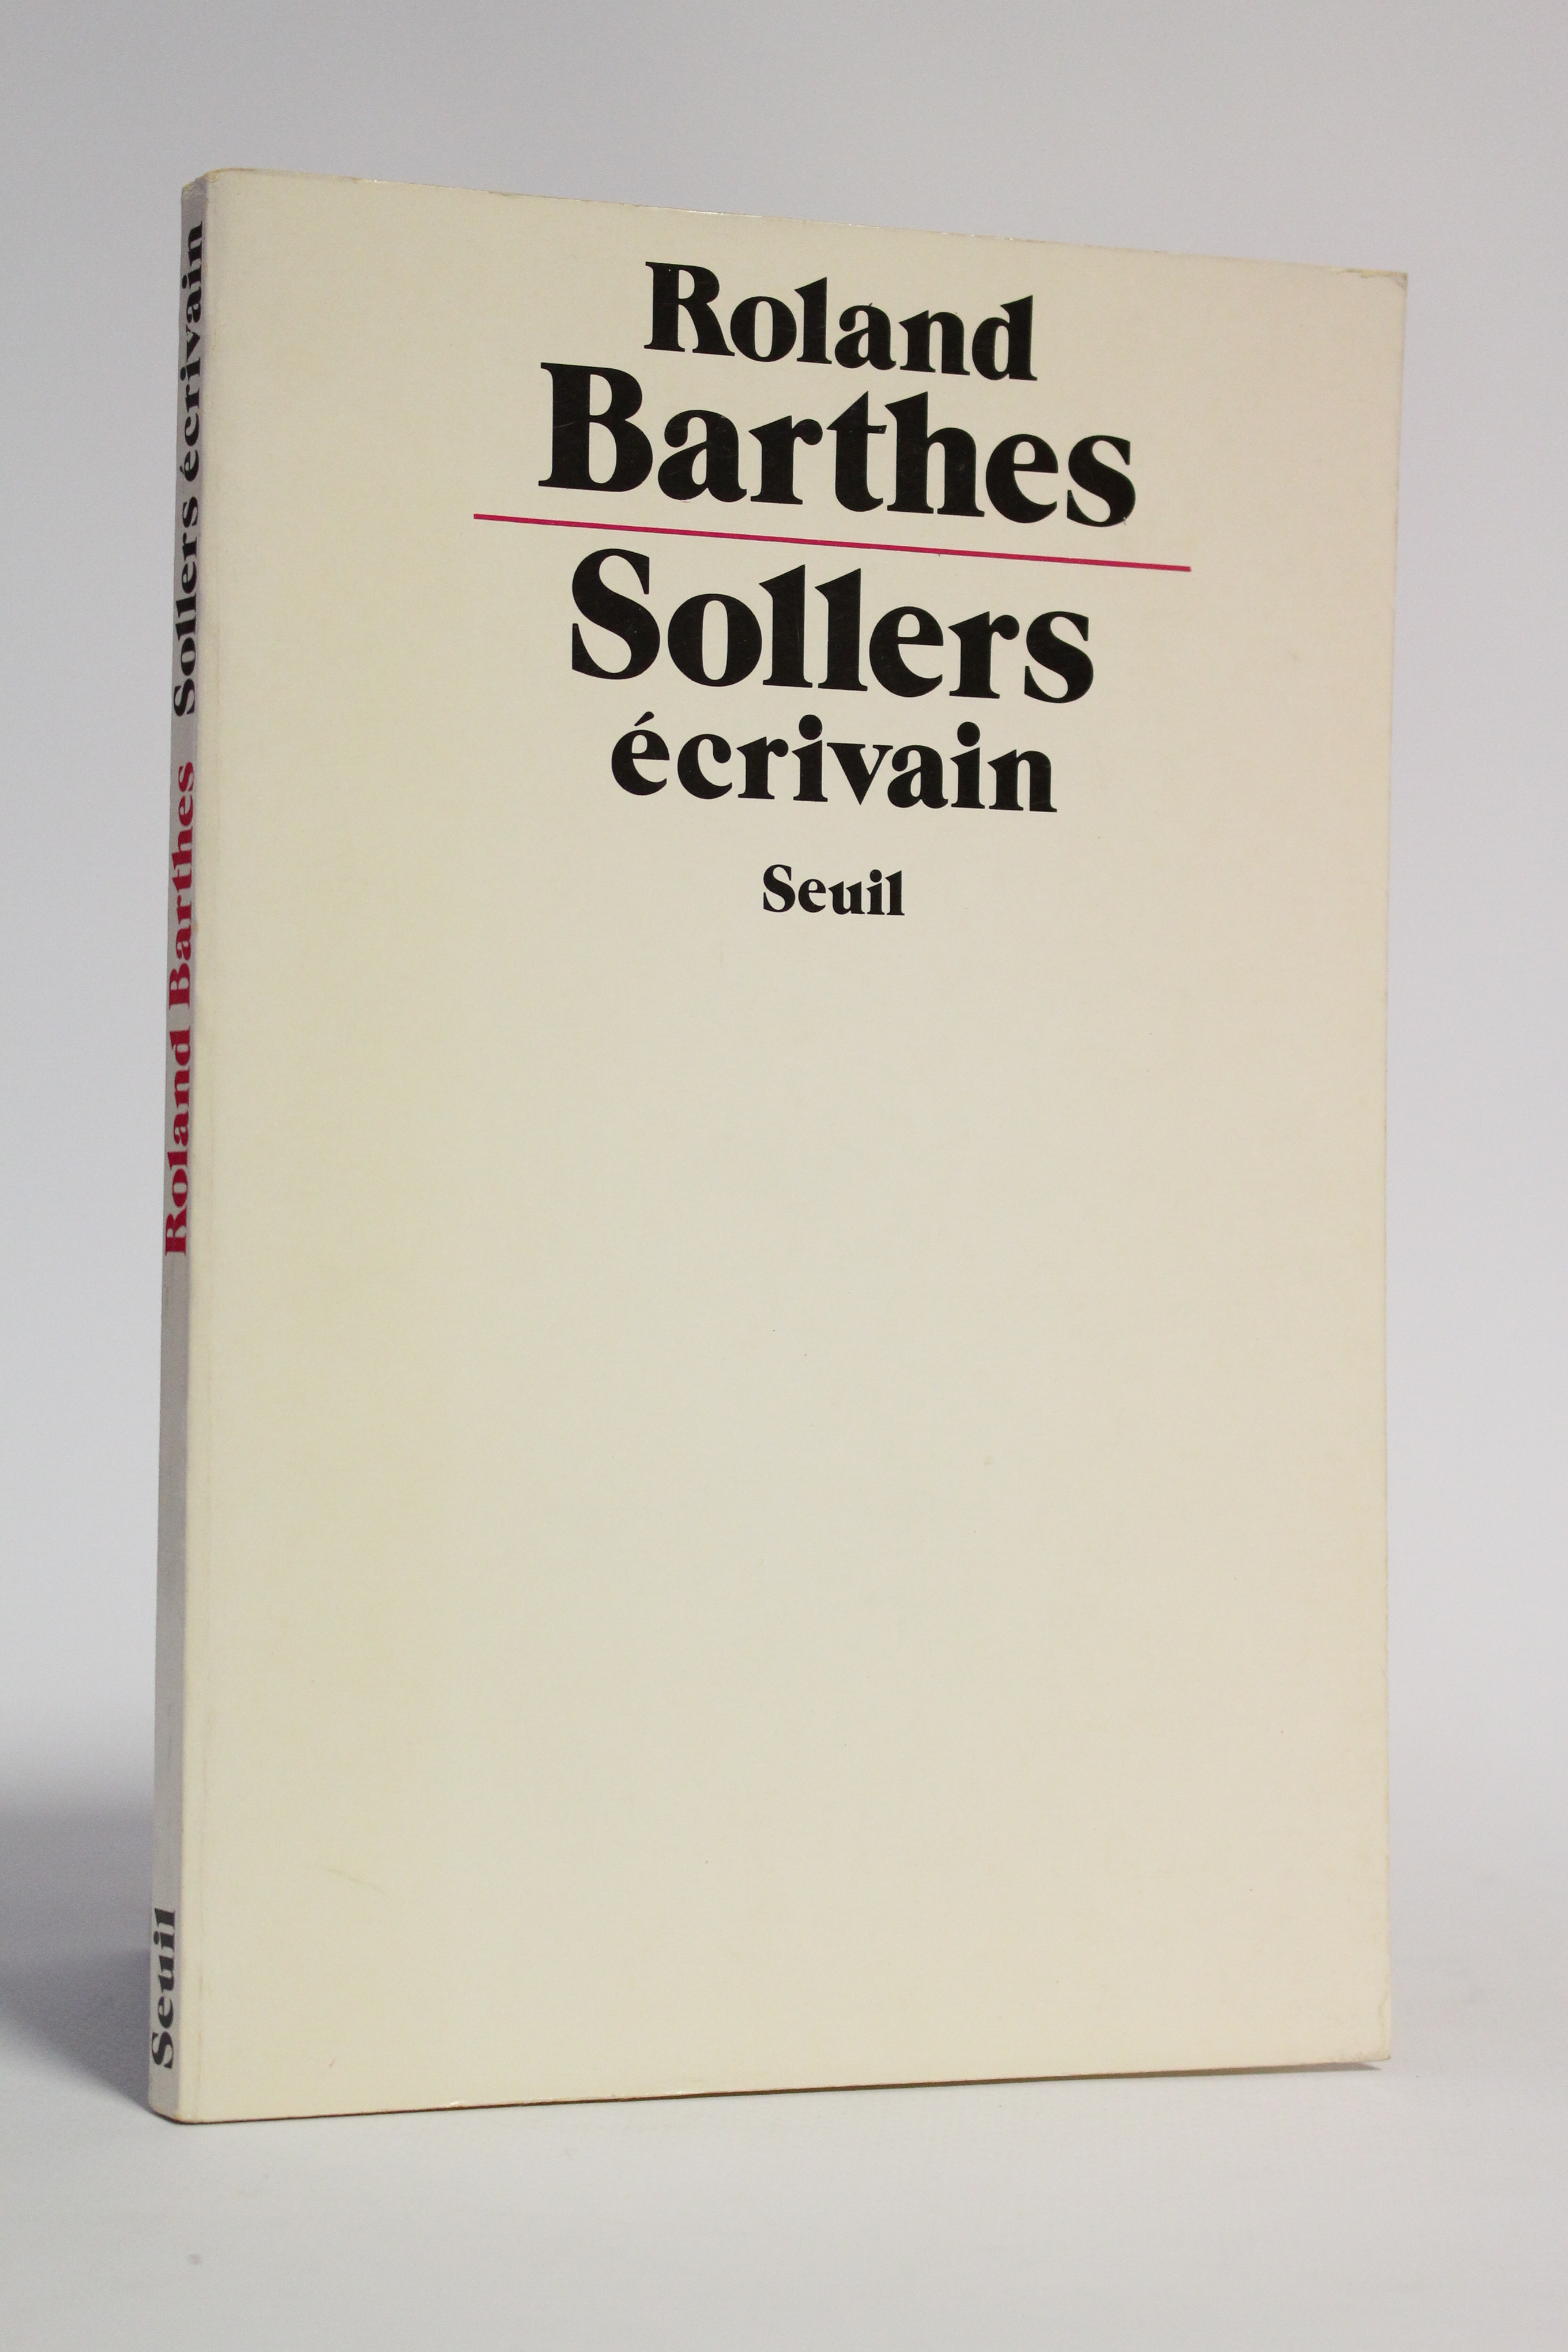 Roland
Barthes
Sollers
écrivain
Seuil
Roland Barthes Sollers écrivain
Seuil